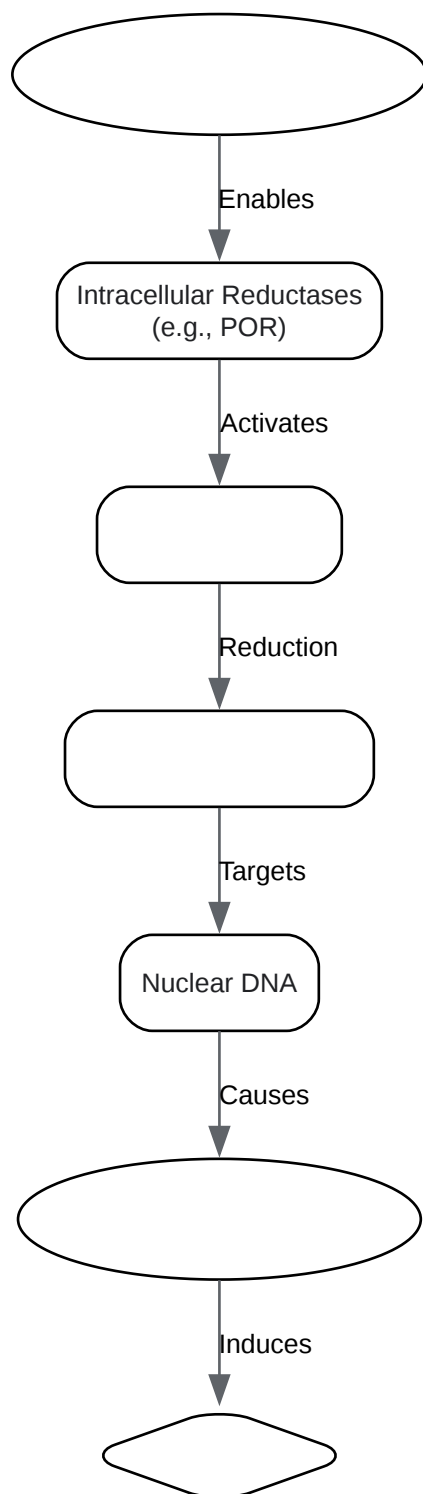 Enables
Intracellular Reductases
(e.g., POR)
Activates
Reduction
Targets
Nuclear DNA
Causes
Induces